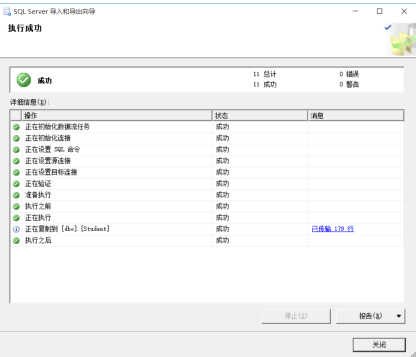 SQL Server 导入和导出向导
执行成功
成功
11 总计
0 错误
11 成功
0 警告
详细信息(D):
操作 状态 消息
正在初始化数据流任务 成功
正在初始化连接 成功
正在设置 SQL 命令 成功
正在设置源连接 成功
正在设置目标连接 成功
正在验证 成功
准备执行 成功
执行之前 成功
正在执行 成功
正在复制到 [dbo].[Student] 成功 已传输 179 行
执行之后 成功
停止(S) 报告(R)
关闭